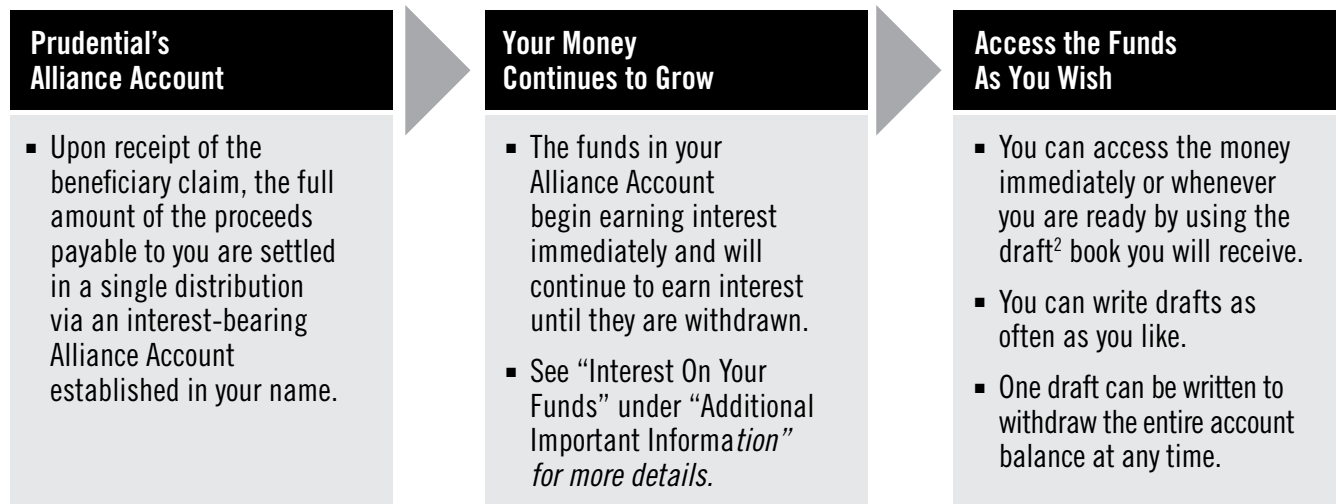 Prudential's
Alliance Account
▪ Upon receipt of the
beneficiary claim, the full
amount of the proceeds
payable to you are settled
in a single distribution
via an interest-bearing
Alliance Account
established in your name.
Your Money
Continues to Grow
▪ The funds in your
Alliance Account
begin earning interest
immediately and will
continue to earn interest
until they are withdrawn.
▪ See “Interest On Your
Funds” under “Additional
Important Information”
for more details.
Access the Funds
As You Wish
▪ You can access the money
immediately or whenever
you are ready by using the
draft² book you will receive.
▪ You can write drafts as
often as you like.
▪ One draft can be written to
withdraw the entire account
balance at any time.